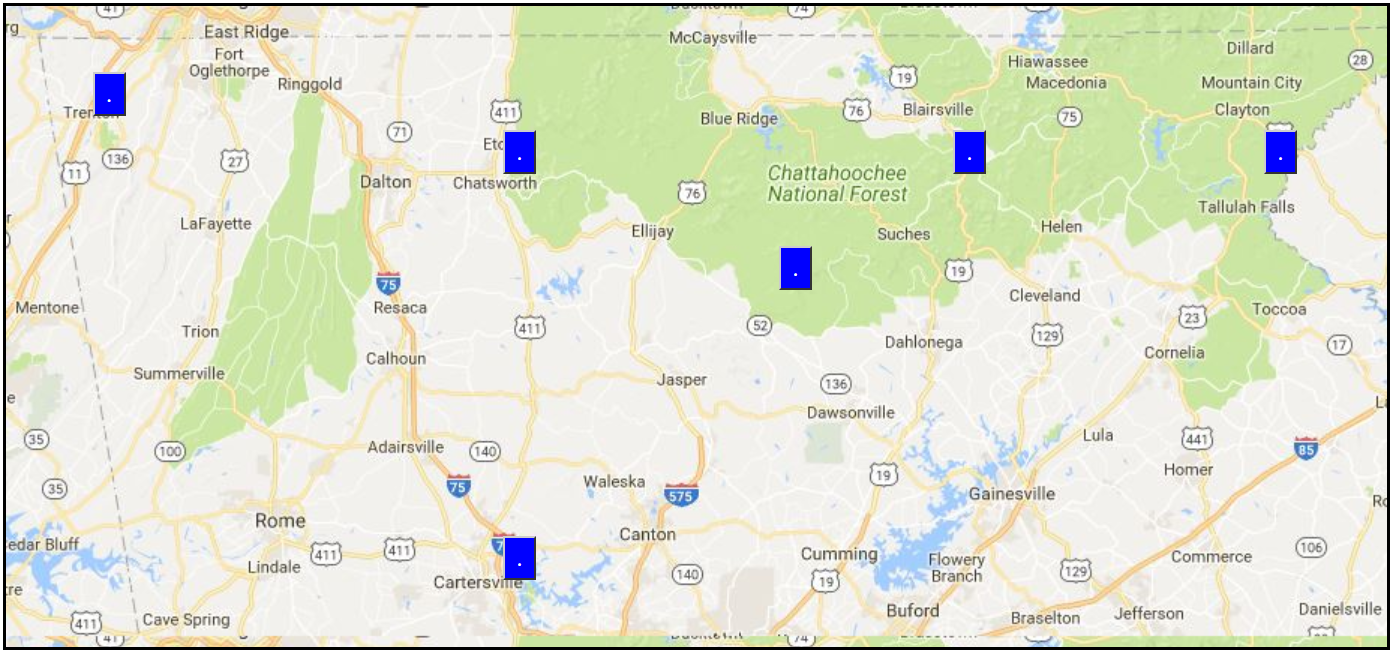 41
74
East Ridge
McCaysville
Dillard
Fort
Oglethorpe
28
Hiawassee
19
Ringgold
Macedonia
Mountain City
411
76
Blairsville
Clayton
Blue Ridge
75
71
136
27
11
Chattahoochee
National Forest
Dalton
Chatsworth
76
Tallulah Falls
LaFayette
Ellijay
Suches
Helen
19
75
Mentone
Resaca
Cleveland
Toccoa
23
Trion
411
52
129
Dahlonega
17
Calhoun
Cornelia
Summerville
Jasper
136
Dawsonville
35
Adairsville
140
Lula
441
85
100
Homer
19
35
75
Waleska
575
Gainesville
Rome
Canton
411
411
Cumming
106
Commerce
Flowery
Branch
Lindale
140
19
129
Cartersville
Buford
Braselton
Jefferson
Danielsville
411
Cave Spring
41
74